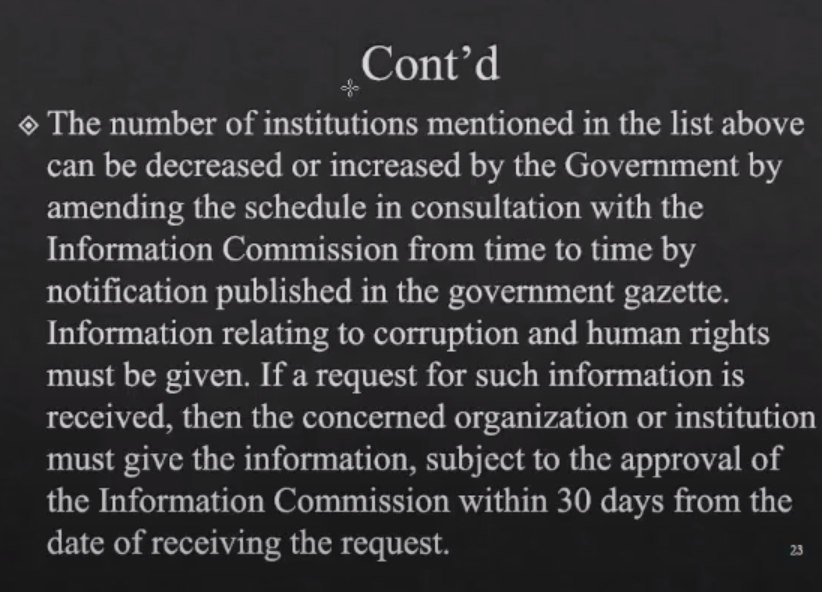 Cont’d
The number of institutions mentioned in the list above
can be decreased or increased by the Government by
amending the schedule in consultation with the
Information Commission from time to time by
notification published in the government gazette.
Information relating to corruption and human rights
must be given. If a request for such information is
received, then the concerned organization or institution
must give the information, subject to the approval of
the Information Commission within 30 days from the
date of receiving the request.
23